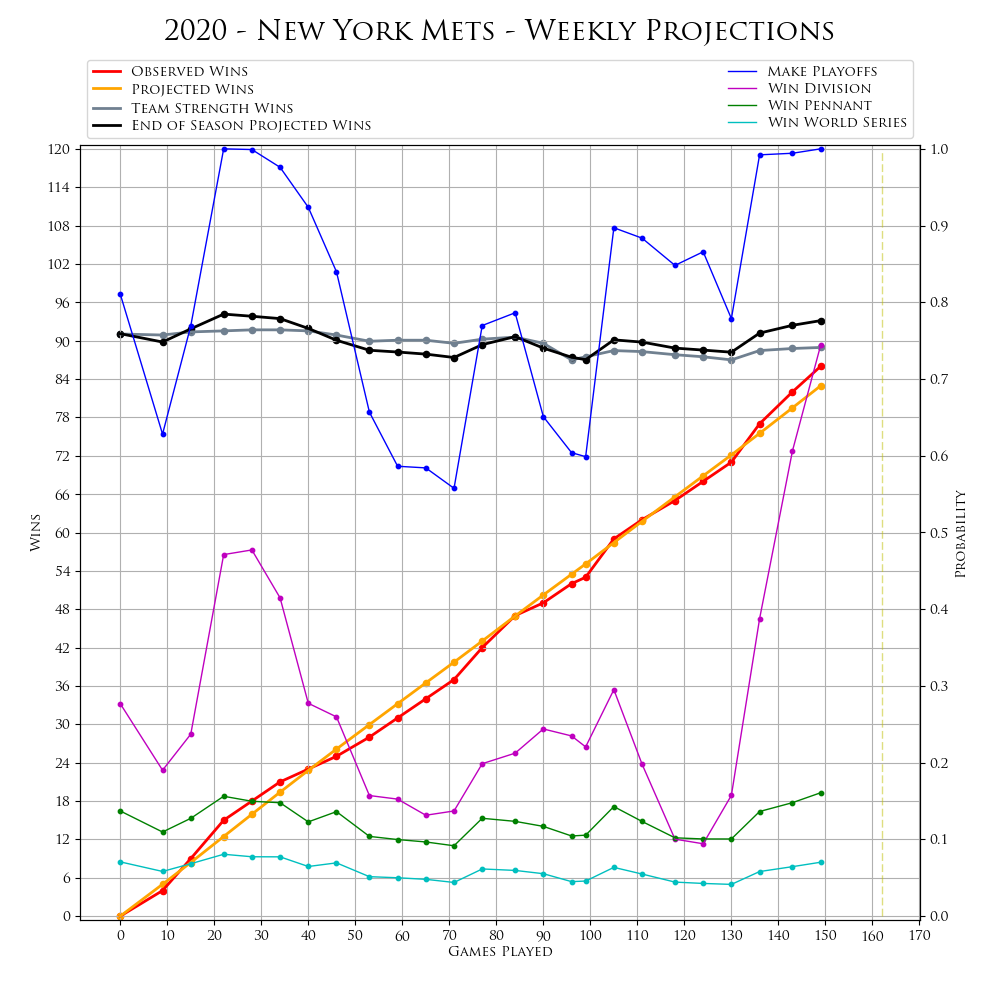 2020 - New York Mets - Weekly Projections
Observed Wins
Projected Wins
Team Strength Wins
End of Season Projected Wins
Make Playoffs
Win Division
Win Pennant
Win World Series
120
114
108
102
96
90
84
78
72
66
60
54
48
42
36
30
24
18
12
6
0
Wins
1.0
0.9
0.8
0.7
0.6
0.5
0.4
0.3
0.2
0.1
0.0
Probability
0 10 20 30 40 50 60 70 80 90 100 110 120 130 140 150 160 170
Games Played